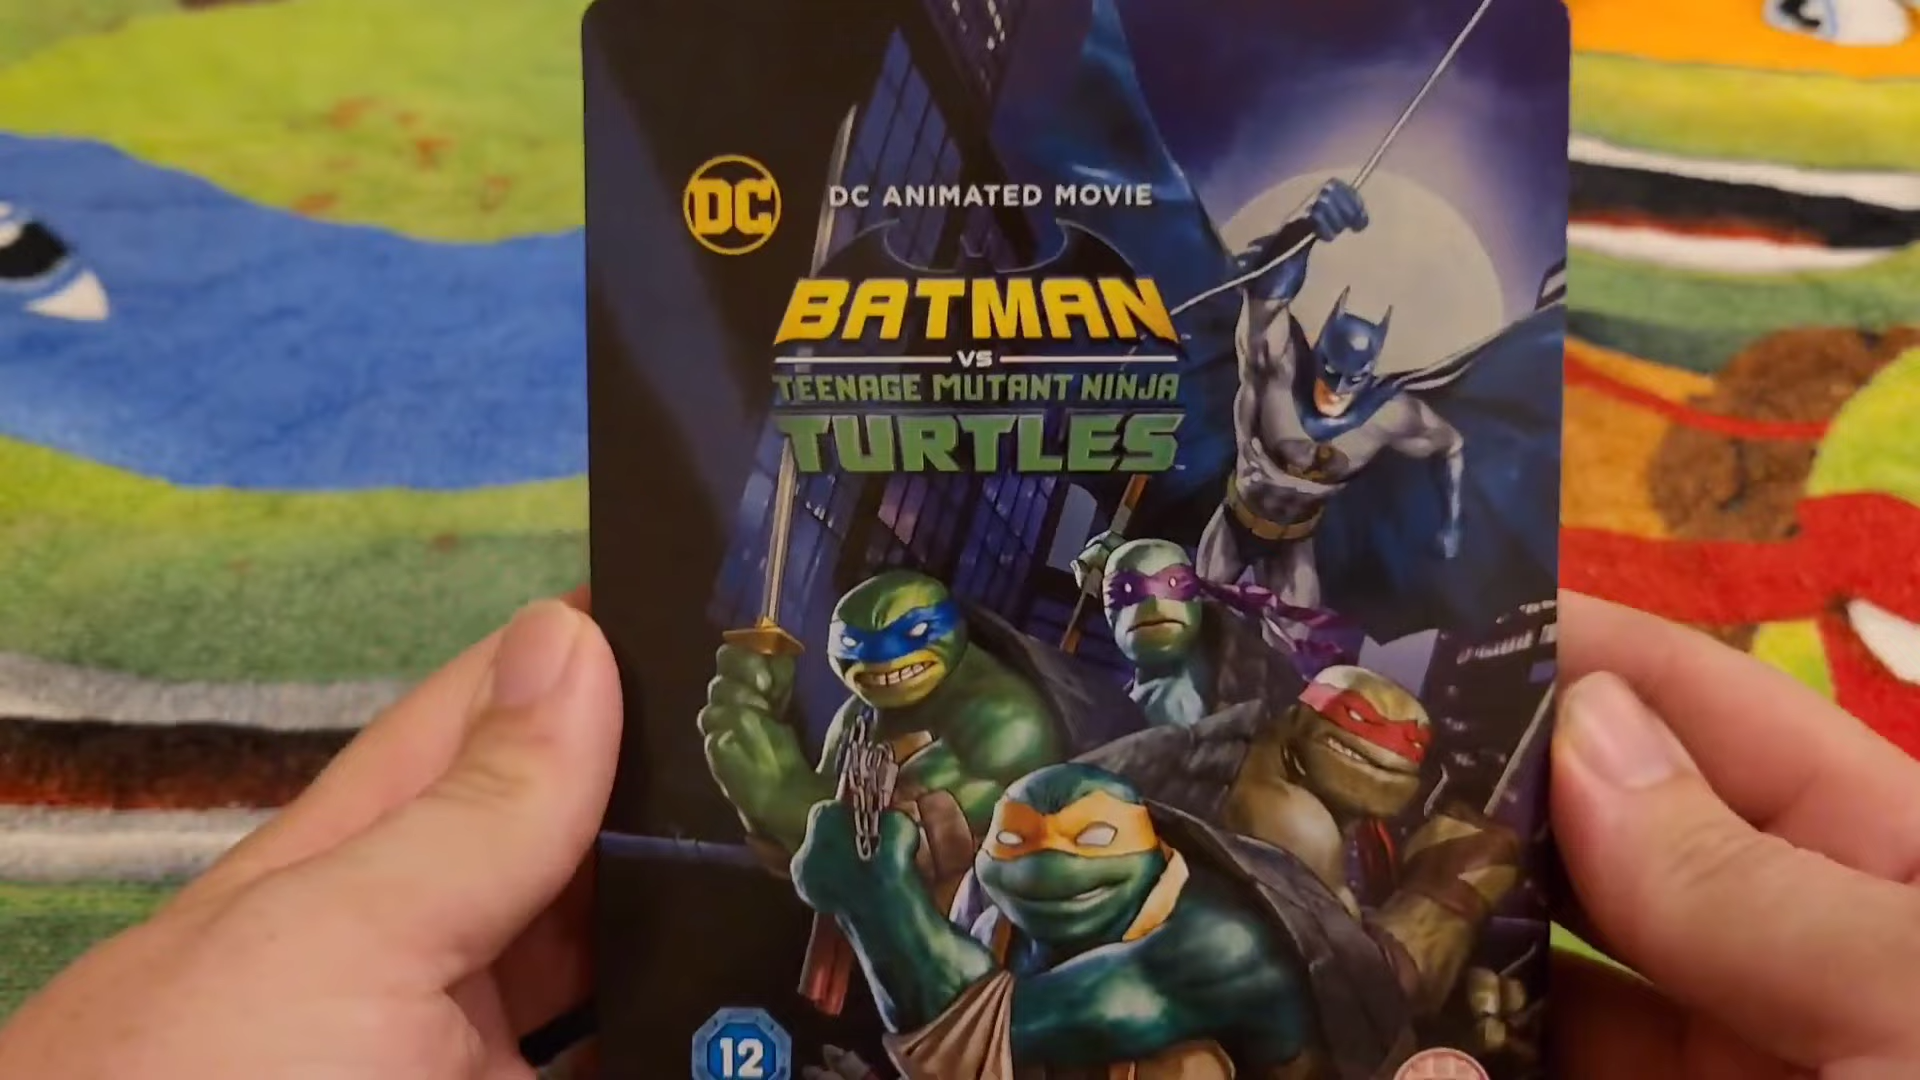 DC
DC ANIMATED MOVIE
BATMAN
VS
TEENAGE MUTANT NINJA
TURTLES
12